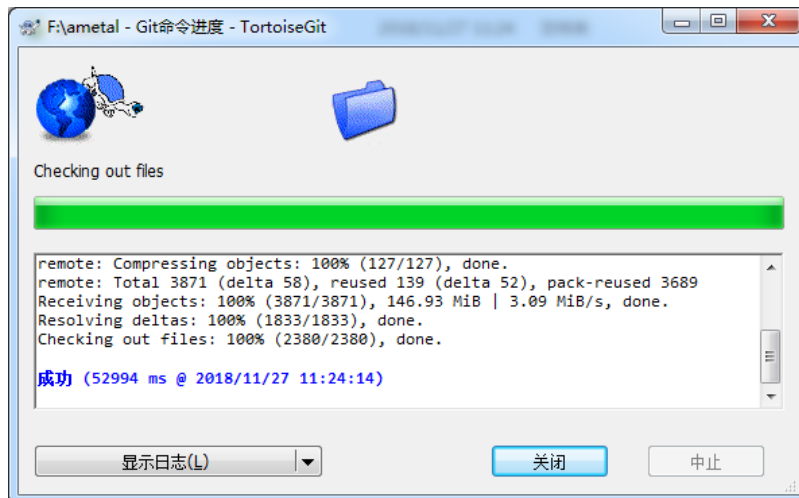 F:\ametal - Git命令进度 - TortoiseGit
Checking out files
remote: Compressing objects: 100% (127/127), done.
remote: Total 3871 (delta 58), reused 139 (delta 52), pack-reused 3689
Receiving objects: 100% (3871/3871), 146.93 MiB | 3.09 MiB/s, done.
Resolving deltas: 100% (1833/1833), done.
Checking out files: 100% (2380/2380), done.
成功 (52994 ms @ 2018/11/27 11:24:14)
显示日志(L)
关闭
中止